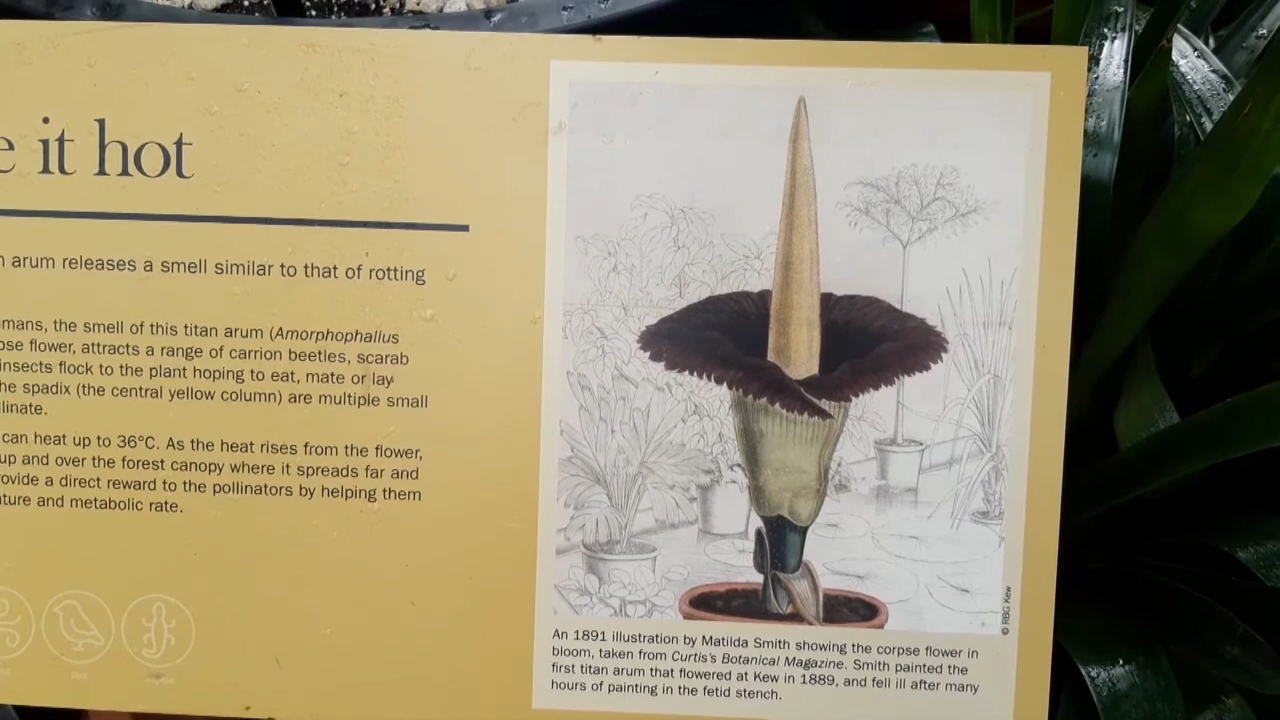 it hot
arum releases a smell similar to that of rotting
the smell of this titan arum (Amorphophallus
flower, attracts a range of carrion beetles, scarab
insects flock to the plant hoping to eat, mate or lay
spadix (the central yellow column) are multiple small
can heat up to 36°C. As the heat rises from the flower,
up and over the forest canopy where it spreads far and
a direct reward to the pollinators by helping them
and metabolic rate.
© RBG Kew
An 1891 illustration by Matilda Smith showing the corpse flower in
bloom, taken from Curtis's Botanical Magazine. Smith painted the
first titan arum that flowered at Kew in 1889, and fell ill after many
hours of painting in the fetid stench.